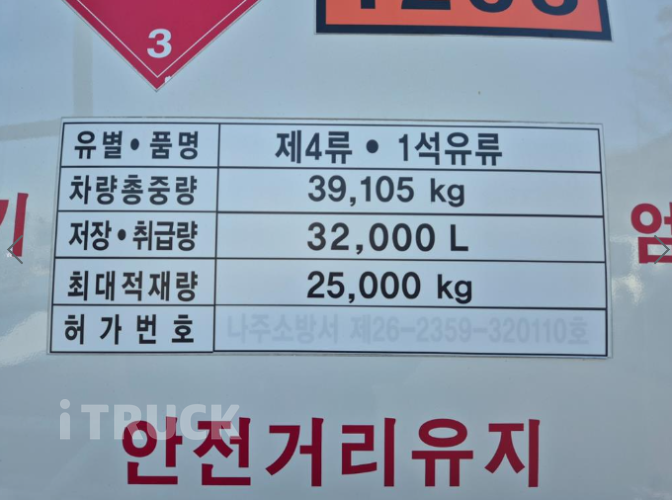 3
유별•품명 제4류 • 1석유류
차량총중량 39,105 kg
저장•취급량 32,000 L
최대적재량 25,000 kg
허가번호 나주소방서 제26-2359-320110호
iTRUCK
안전거리유지